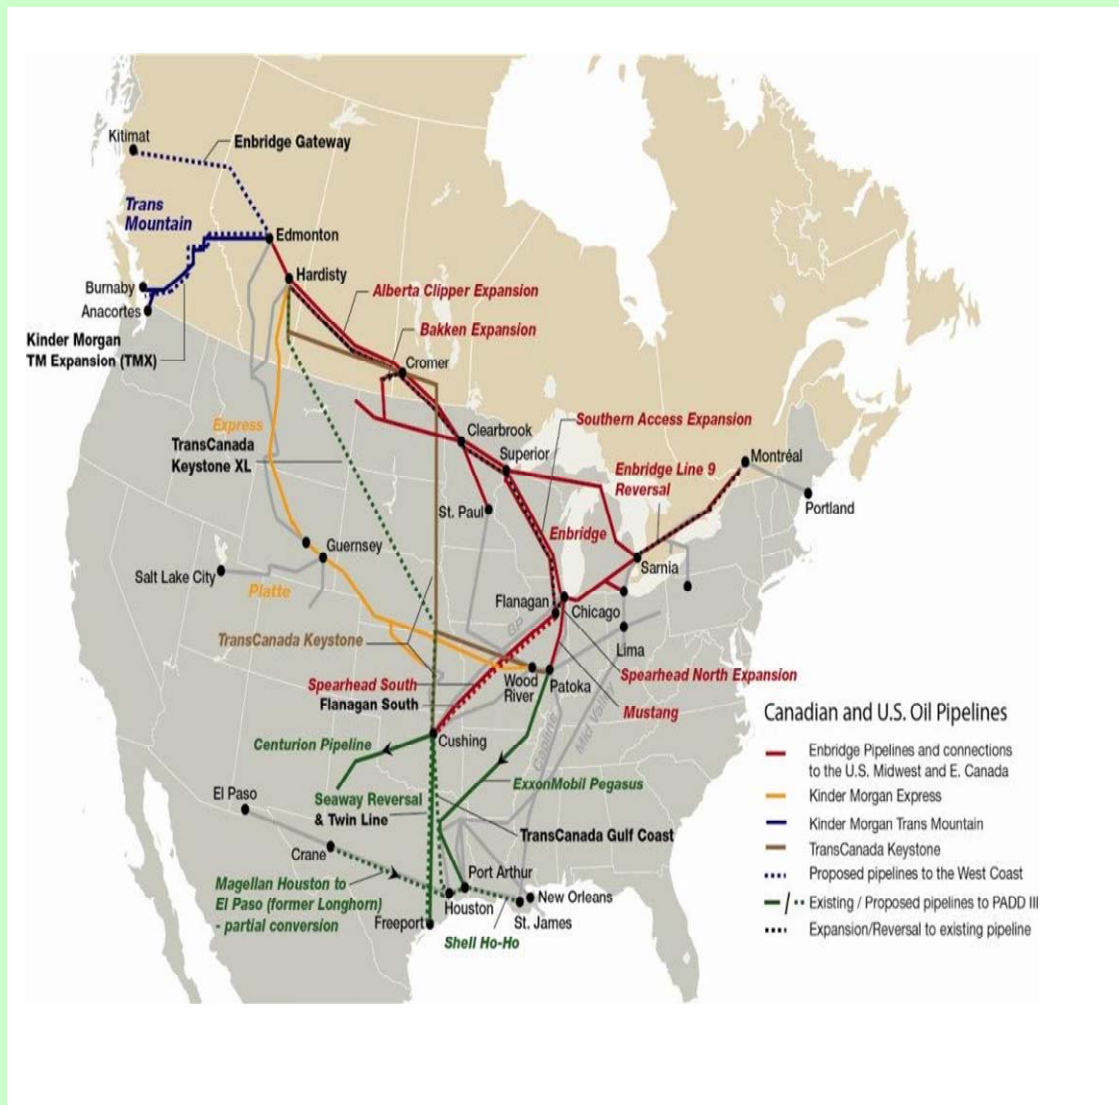 Kitimat
Enbridge Gateway
Trans
Mountain
Edmonton
Hardisty
Burnaby
Anacortes
Alberta Clipper Expansion
Bakken Expansion
Kinder Morgan
TM Expansion (TMX)
Cromer
Express
TransCanada
Keystone XL
Clearbrook
Superior
Southern Access Expansion
Enbridge Line 9
Reversal
Montréal
Portland
St. Paul
Enbridge
Guernsey
Salt Lake City
Sarnia
Platte
Flanagan
Chicago
GP
TransCanada Keystone
Lima
Spearhead South
Flanagan South
Wood
River
Patoka
Spearhead North Expansion
Mustang
Capline
Mid Valley
Centurion Pipeline
Cushing
ExxonMobil Pegasus
El Paso
Seaway Reversal
& Twin Line
TransCanada Gulf Coast
Crane
Port Arthur
Magellan Houston to
El Paso (former Longhorn)
- partial conversion
Houston
New Orleans
St. James
Freeport
Shell Ho-Ho
Canadian and U.S. Oil Pipelines
Enbridge Pipelines and connections
to the U.S. Midwest and E. Canada
Kinder Morgan Express
Kinder Morgan Trans Mountain
TransCanada Keystone
Proposed pipelines to the West Coast
Existing / Proposed pipelines to PADD III
Expansion/Reversal to existing pipeline